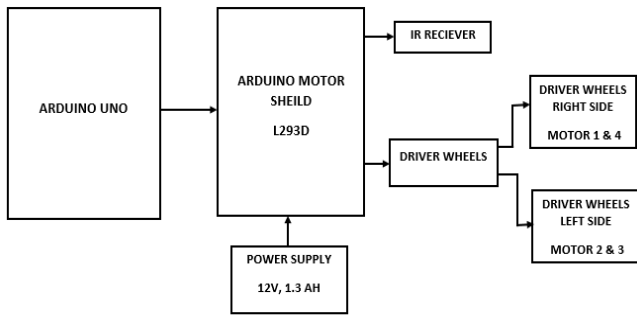 ARDUINO UNO
ARDUINO MOTOR
SHEILD
L293D
IR RECIEVER
DRIVER WHEELS
DRIVER WHEELS
RIGHT SIDE
MOTOR 1 & 4
DRIVER WHEELS
LEFT SIDE
MOTOR 2 & 3
POWER SUPPLY
12V, 1.3 AH